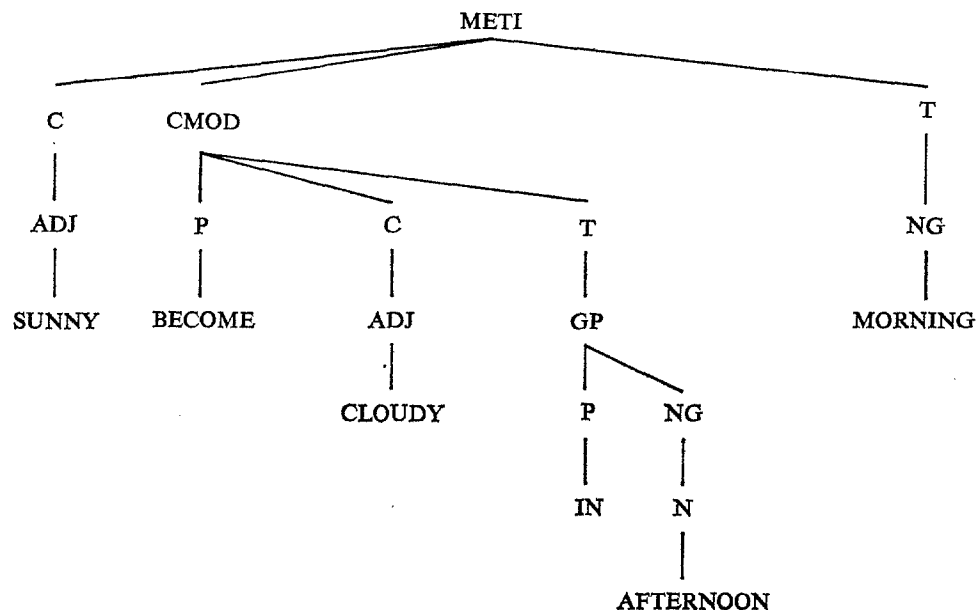 METI
C CMOD T
ADJ P C T NG
SUNNY BECOME ADJ GP MORNING
CLOUDY P NG
IN N
AFTERNOON